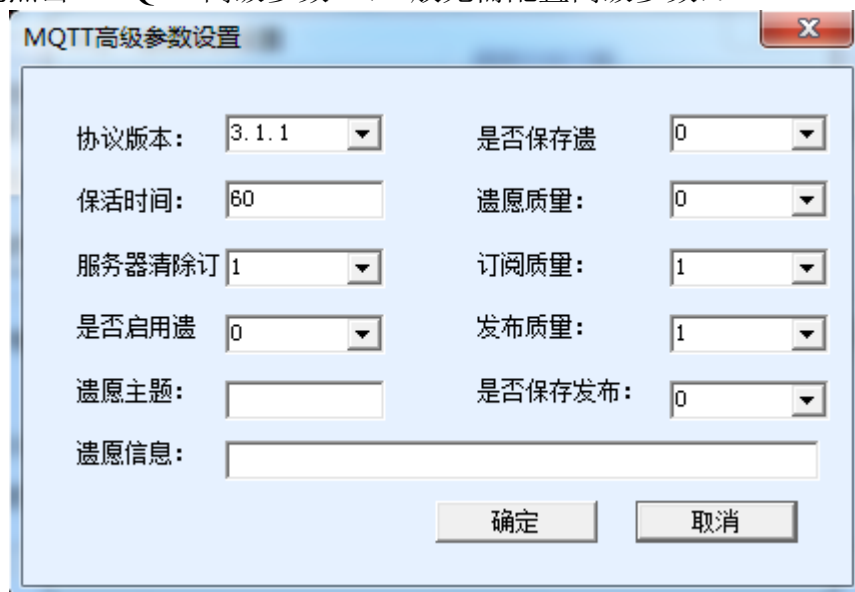 MQTT高级参数设置
协议版本： 3.1.1 是否保存遗 0
保活时间： 60 遗愿质量： 0
服务器清除订 1 订阅质量： 1
是否启用遗 0 发布质量： 1
遗愿主题： 是否保存发布： 0
遗愿信息：
确定 取消